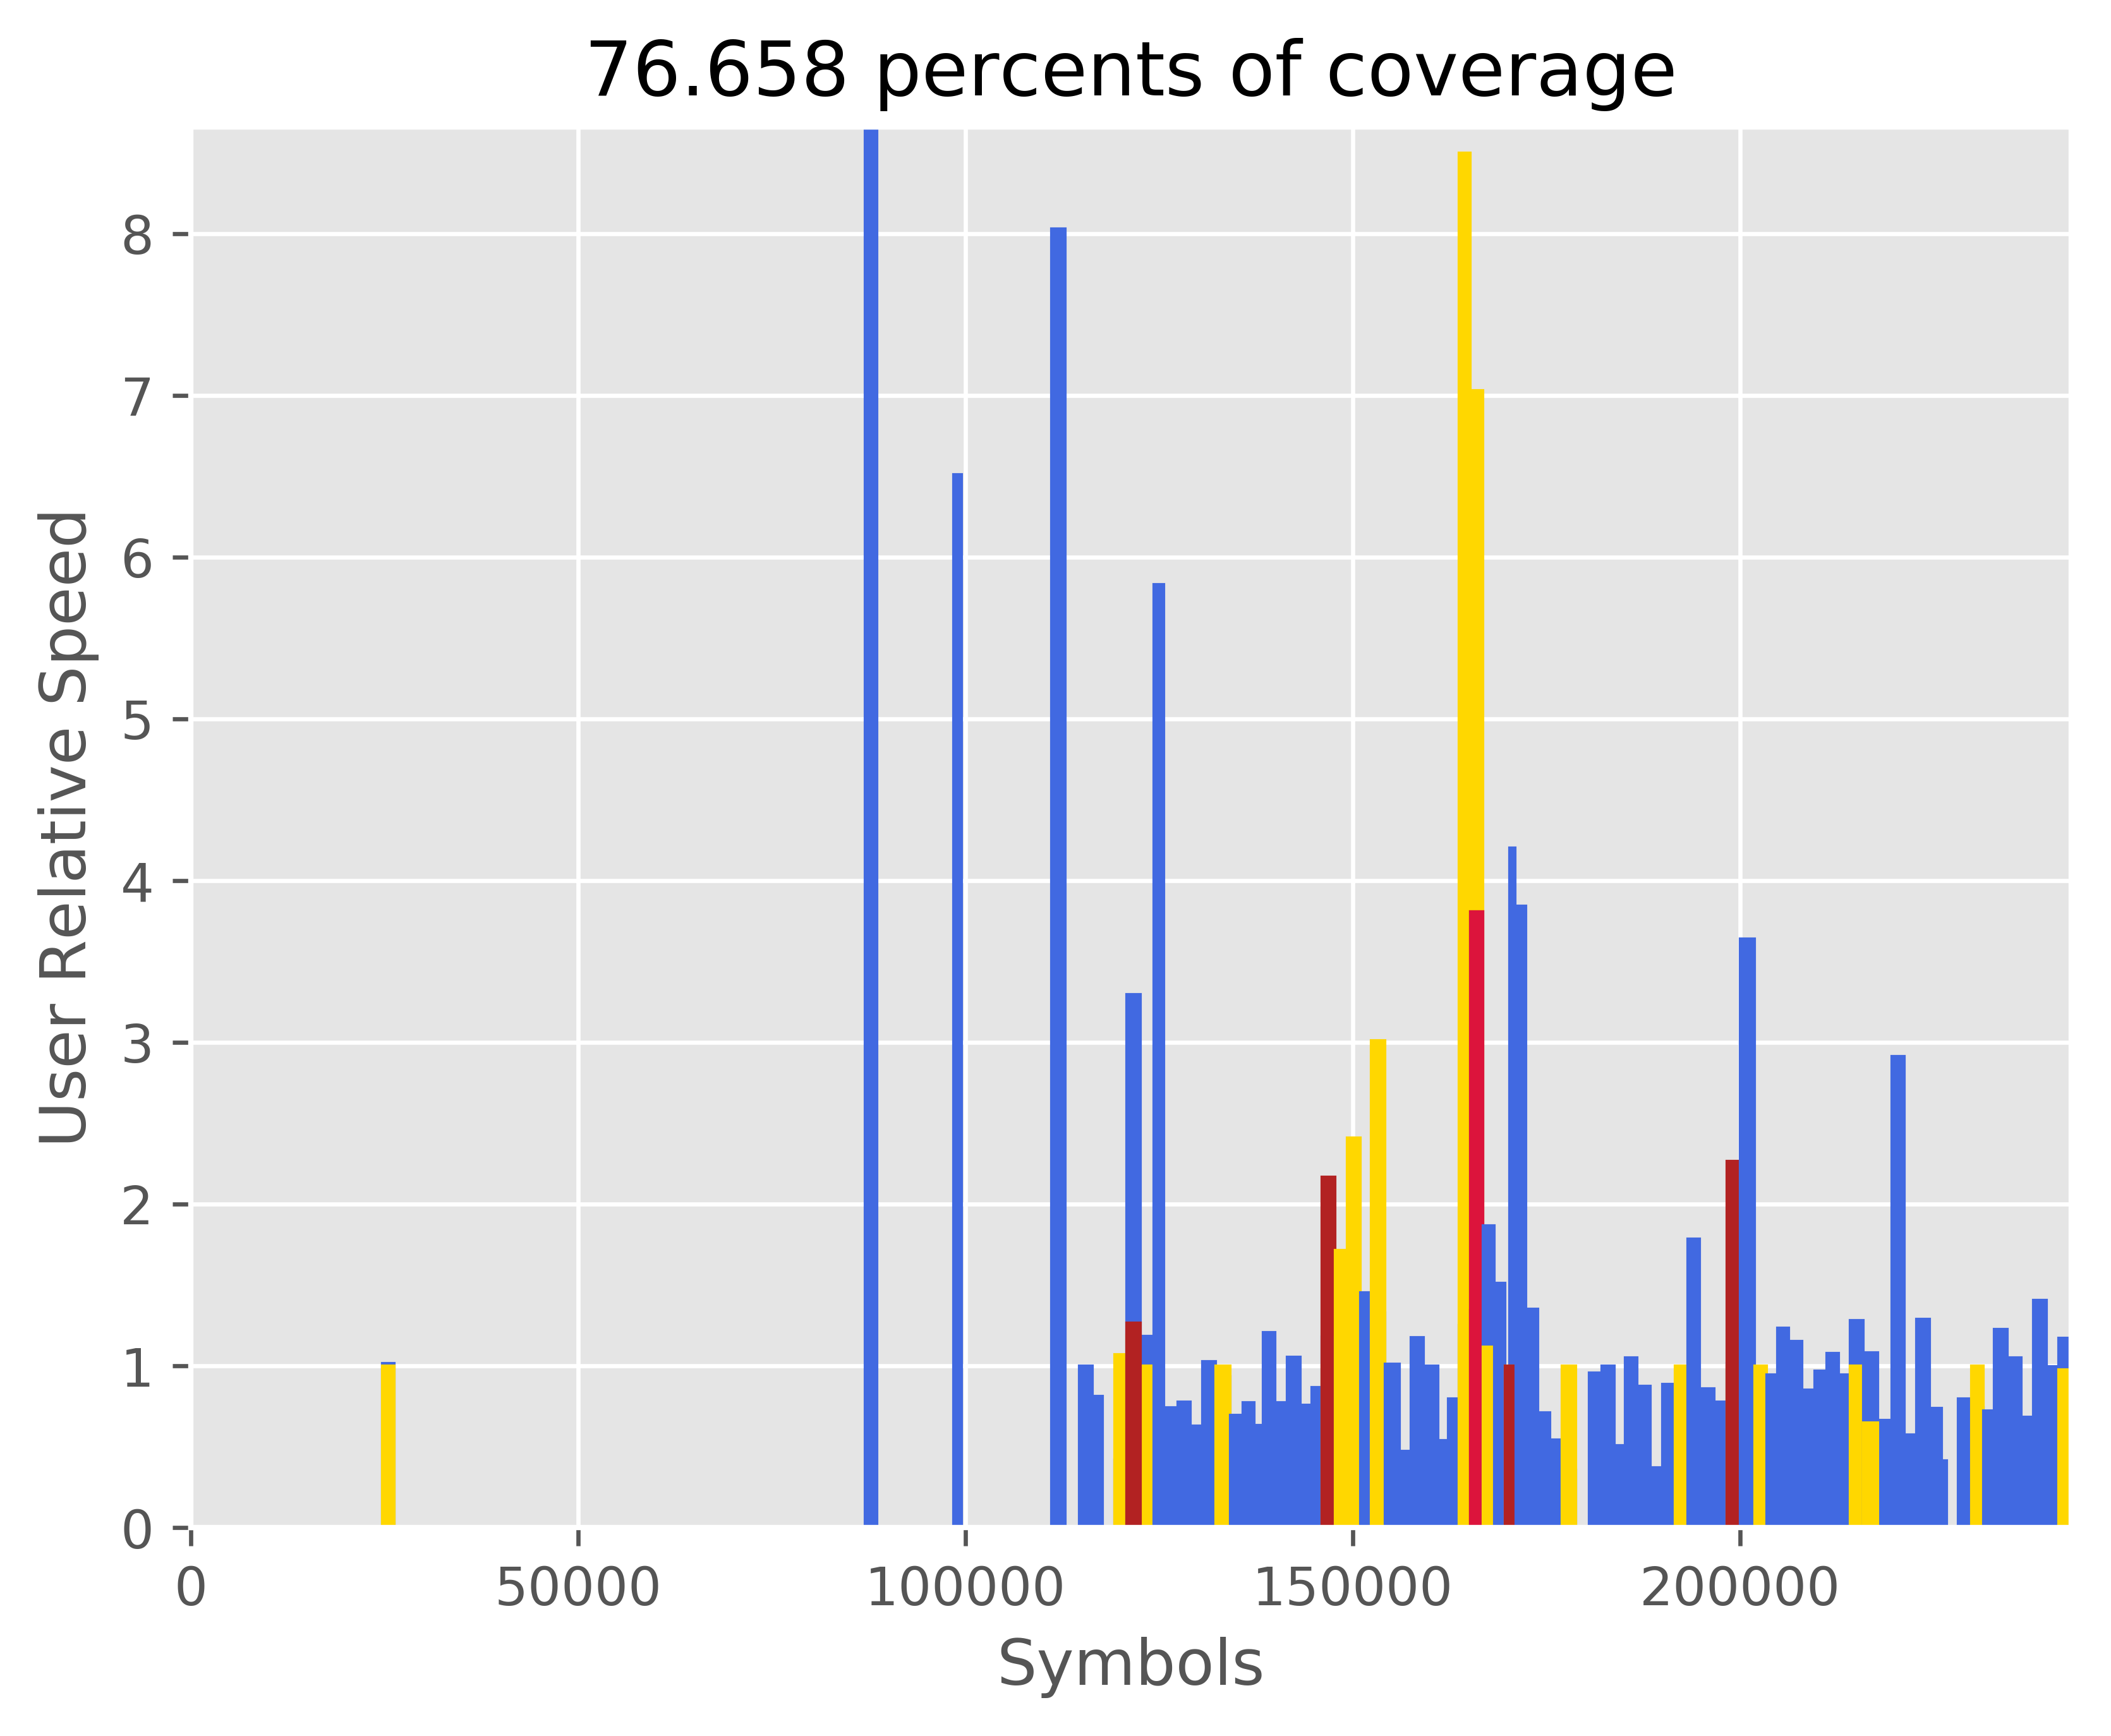 76.658 percents of coverage
User Relative Speed
8
7
6
5
4
3
2
1
0
0 50000 100000 150000 200000
Symbols